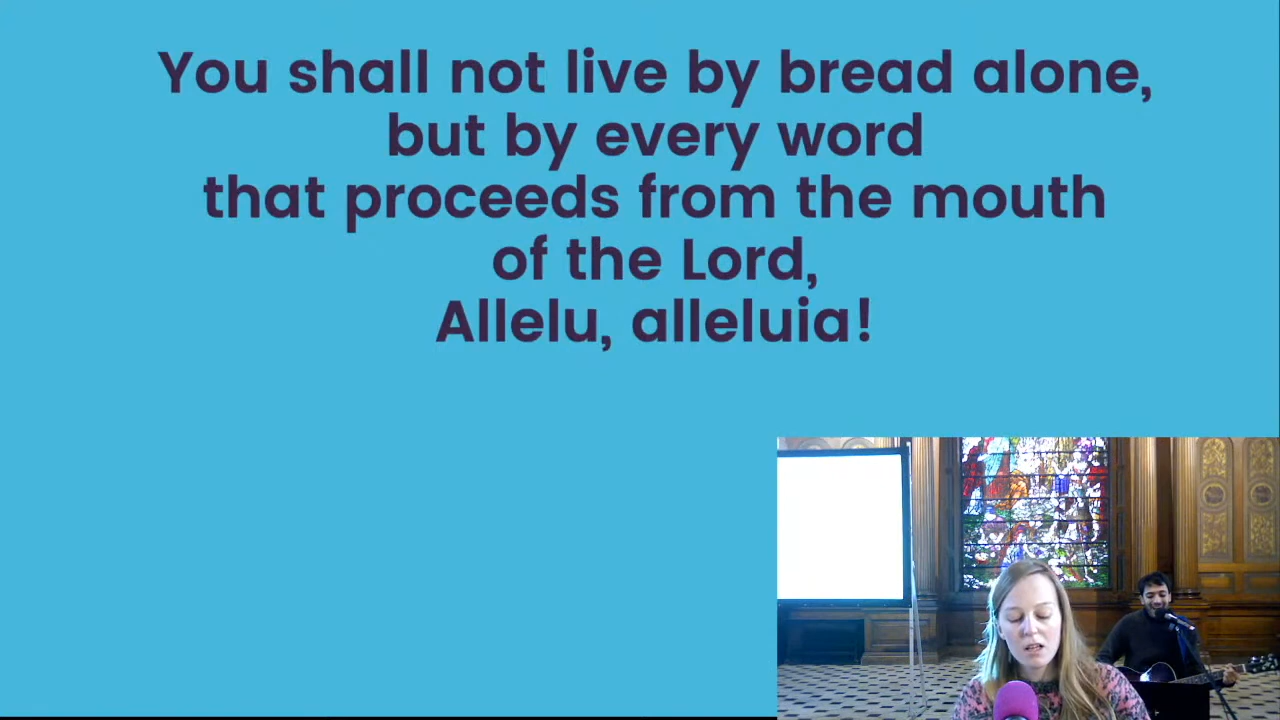 You shall not live by bread alone,
but by every word
that proceeds from the mouth
of the Lord,
Allelu, alleluia!